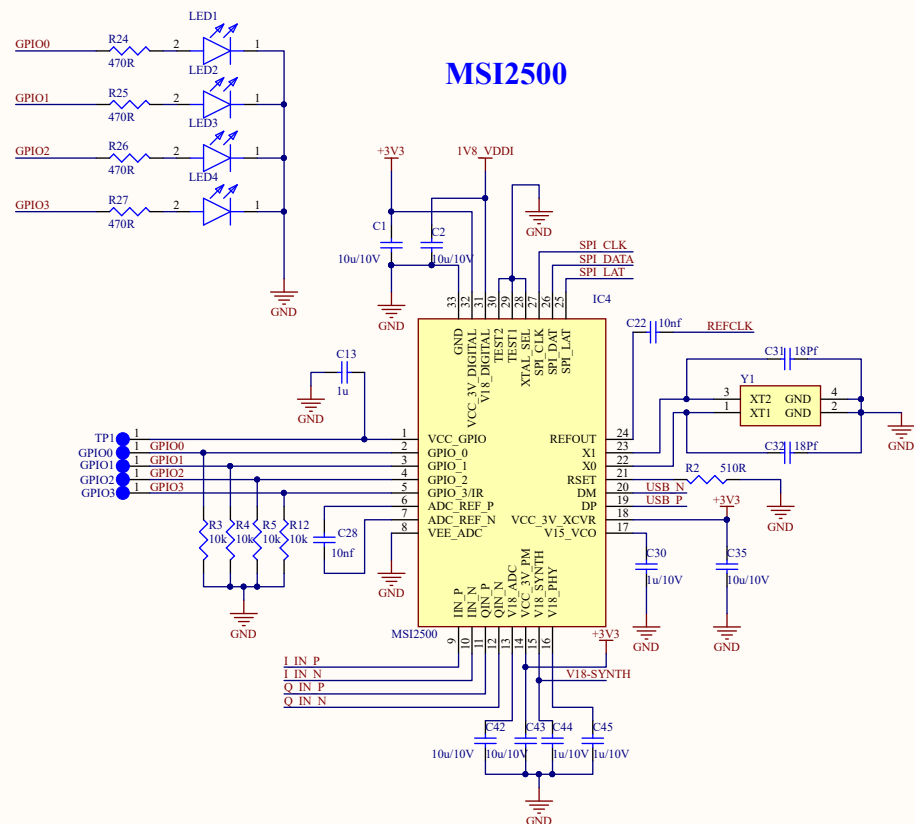 MSI2500
LED1
GPIO0
R24
470R
2
1
LED2
GPIO1
R25
470R
2
1
LED3
GPIO2
R26
470R
2
1
LED4
GPIO3
R27
470R
2
1
GND
+3V3
1V8_VDDI
GND
C1
10u/10V
C2
10u/10V
GND
SPI_CLK
SPI_DATA
SPI_LAT
33
32
31
30
29
28
27
26
25
IC4
GND
VCC_3V_DIGITAL
V18_DIGITAL
TEST2
TEST1
XTAL_SEL
SPI_CLK
SPI_DAT
SPI_LAT
C22
10nf
REFCLK
C13
1u
GND
C31
18Pf
Y1
3
XT2
GND
4
1
XT1
GND
2
C32
18Pf
GND
TP1
1
1
VCC_GPIO
REFOUT
24
GPIO0
1
GPIO0
2
GPIO_0
X1
23
GPIO1
1
GPIO1
3
GPIO_1
X0
22
GPIO2
1
GPIO2
4
GPIO_2
RSET
21
R2
510R
GND
GPIO3
1
GPIO3
5
GPIO_3/IR
DM
20
USB_N
6
ADC_REF_P
DP
19
USB_P
7
ADC_REF_N
VCC_3V_XCVR
18
+3V3
8
VEE_ADC
V15_VCO
17
R3
10k
R4
10k
R5
10k
R12
10k
GND
C28
10nf
GND
C30
1u/10V
GND
C35
10u/10V
GND
IIN_P
IIN_N
QIN_P
QIN_N
V18_ADC
VCC_3V_PM
V18_SYNTH
V18_PHY
MSI2500
9
10
11
12
13
14
15
16
+3V3
I_IN_P
I_IN_N
Q_IN_P
Q_IN_N
V18-SYNTH
C42
10u/10V
C43
10u/10V
C44
1u/10V
C45
1u/10V
GND